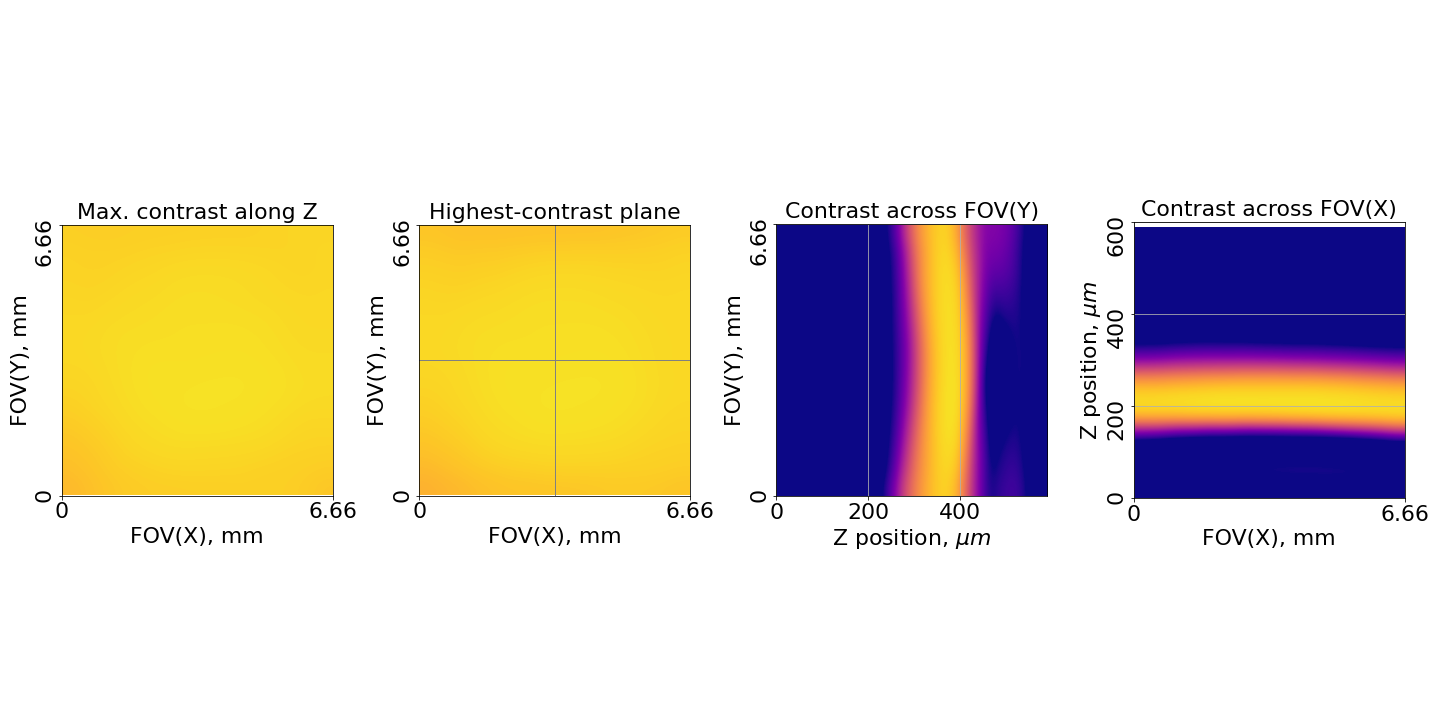 Max. contrast along Z
6.66
0
FOV(Y), mm
0
6.66
FOV(X), mm
Highest-contrast plane
6.66
0
FOV(Y), mm
0
6.66
FOV(X), mm
Contrast across FOV(Y)
6.66
0
FOV(Y), mm
0
200
400
Z position, μm
Contrast across FOV(X)
600
400
200
0
Z position, μm
0
6.66
FOV(X), mm